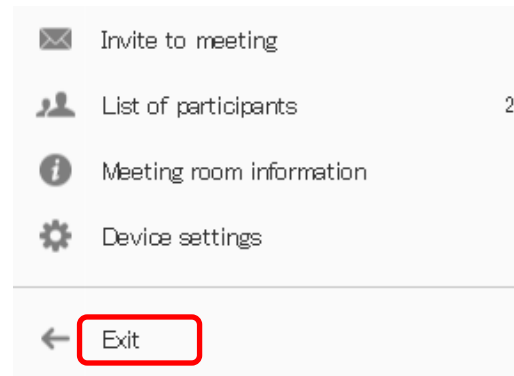 Invite to meeting
List of participants 2
Meeting room information
Device settings
Exit